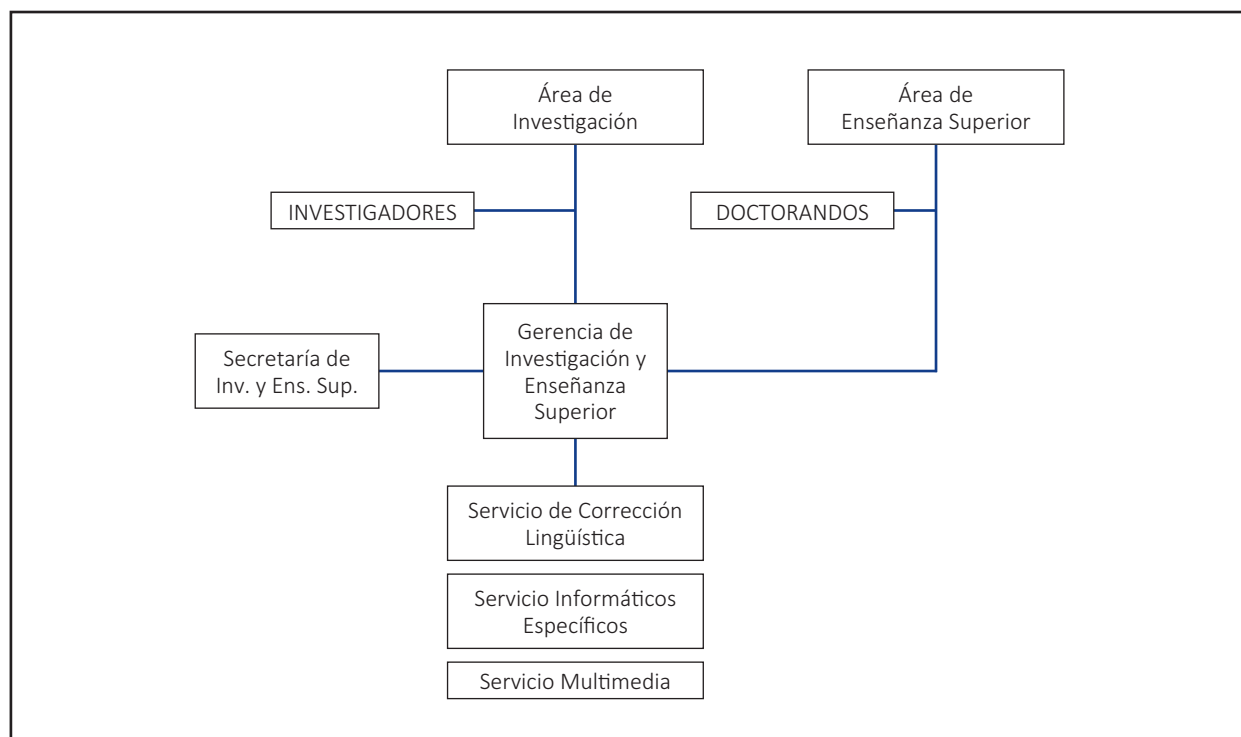 Área de
Investigación
Área de
Enseñanza Superior
INVESTIGADORES
DOCTORANDOS
Gerencia de
Investigación y
Enseñanza
Superior
Secretaría de
Inv. y Ens. Sup.
Servicio de Corrección
Lingüística
Servicio Informáticos
Específicos
Servicio Multimedia